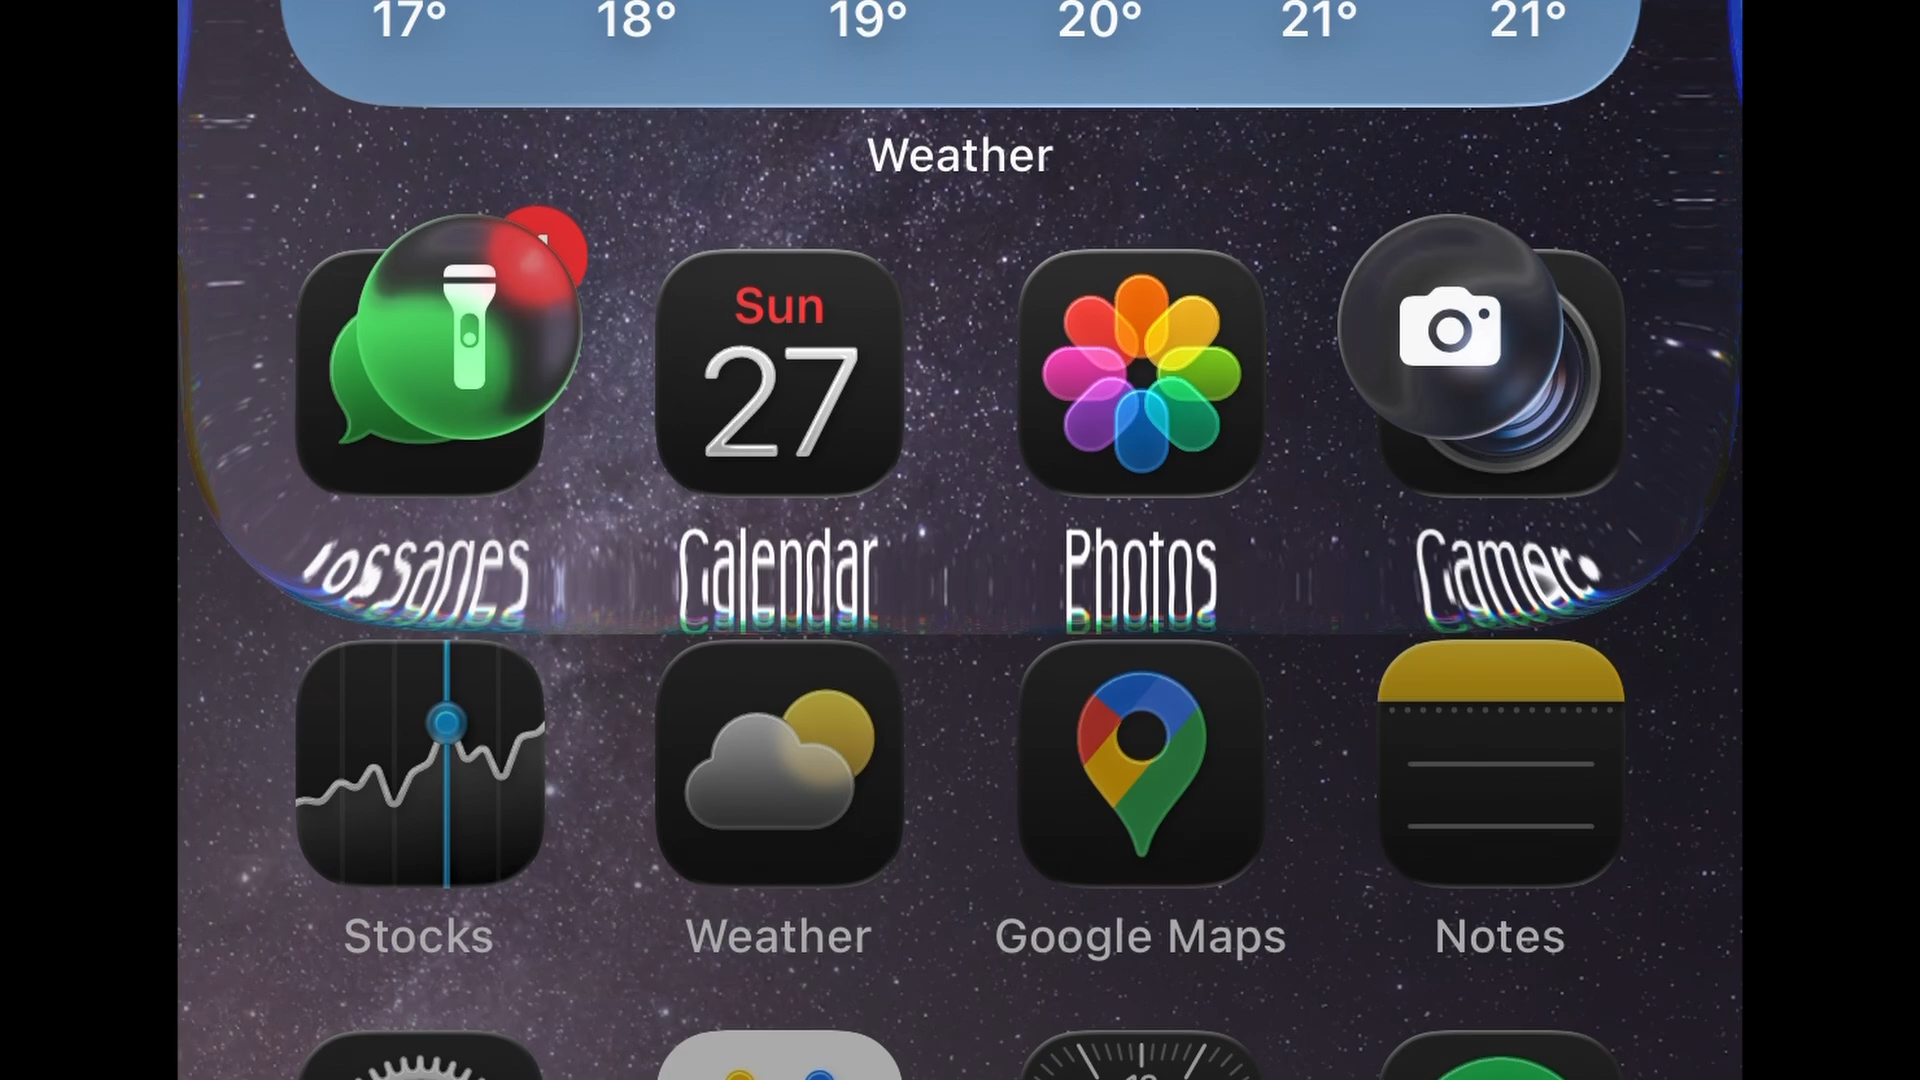 17° 18° 19° 20° 21° 21°
Weather
Sun
27
Calendar Photos
Stocks Weather Google Maps Notes